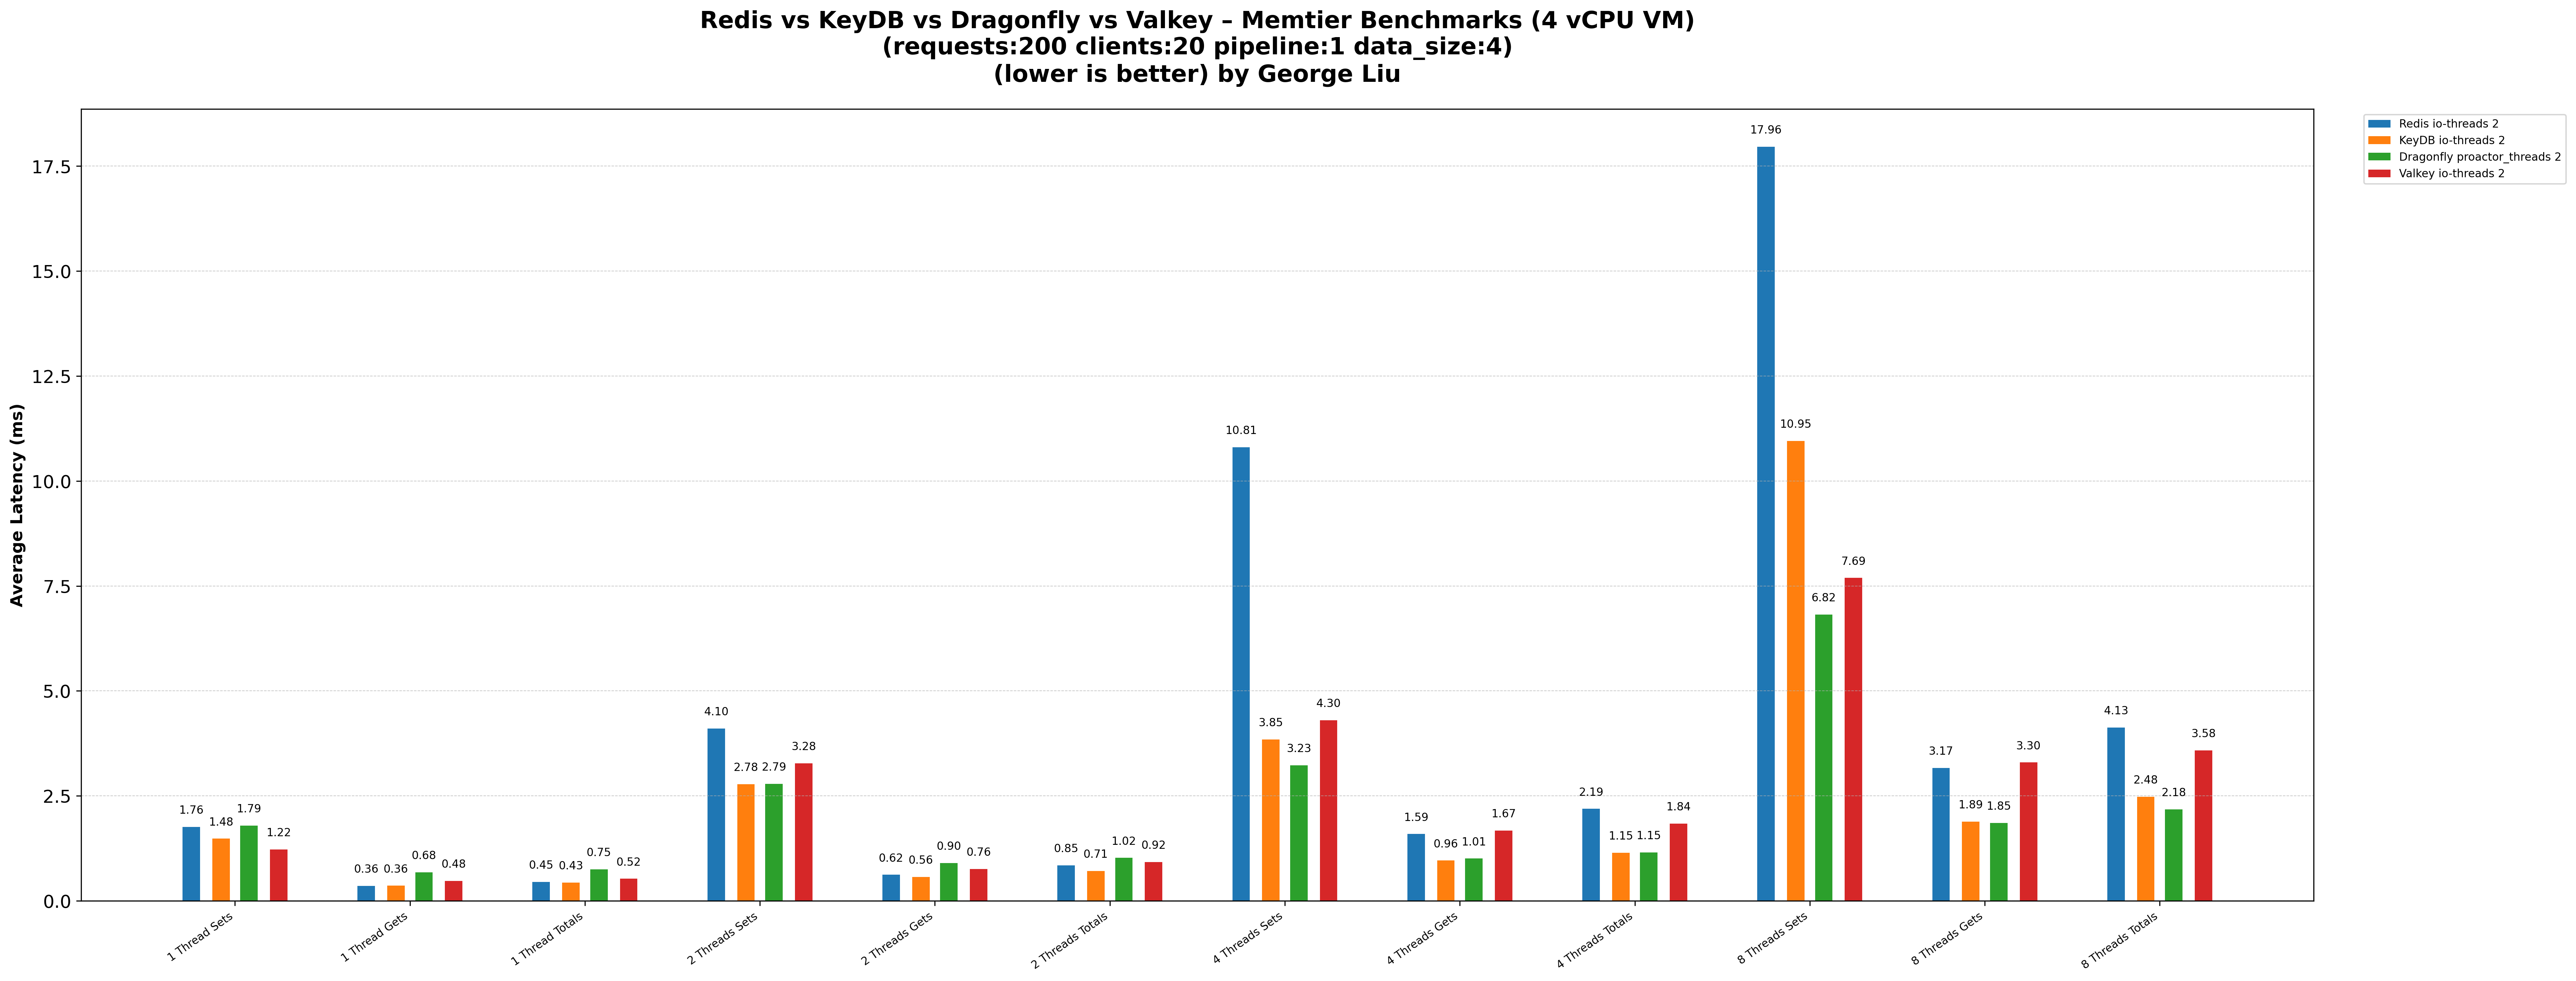 Redis vs KeyDB vs Dragonfly vs Valkey – Memtier Benchmarks (4 vCPU VM)
(requests:200 clients:20 pipeline:1 data_size:4)
(lower is better) by George Liu
Redis io-threads 2
KeyDB io-threads 2
Dragonfly proactor_threads 2
Valkey io-threads 2
Average Latency (ms)
17.5
15.0
12.5
10.0
7.5
5.0
2.5
0.0
1.76
1.48
1.79
1.22
0.36
0.36
0.68
0.48
0.45
0.43
0.75
0.52
4.10
2.78
2.79
3.28
0.62
0.56
0.90
0.76
0.85
0.71
1.02
0.92
10.81
3.85
3.23
4.30
1.59
0.96
1.01
1.67
2.19
1.15
1.15
1.84
17.96
10.95
6.82
7.69
3.17
1.89
1.85
3.30
4.13
2.48
2.18
3.58
1 Thread Sets
1 Thread Gets
1 Thread Totals
2 Threads Sets
2 Threads Gets
2 Threads Totals
4 Threads Sets
4 Threads Gets
4 Threads Totals
8 Threads Sets
8 Threads Gets
8 Threads Totals